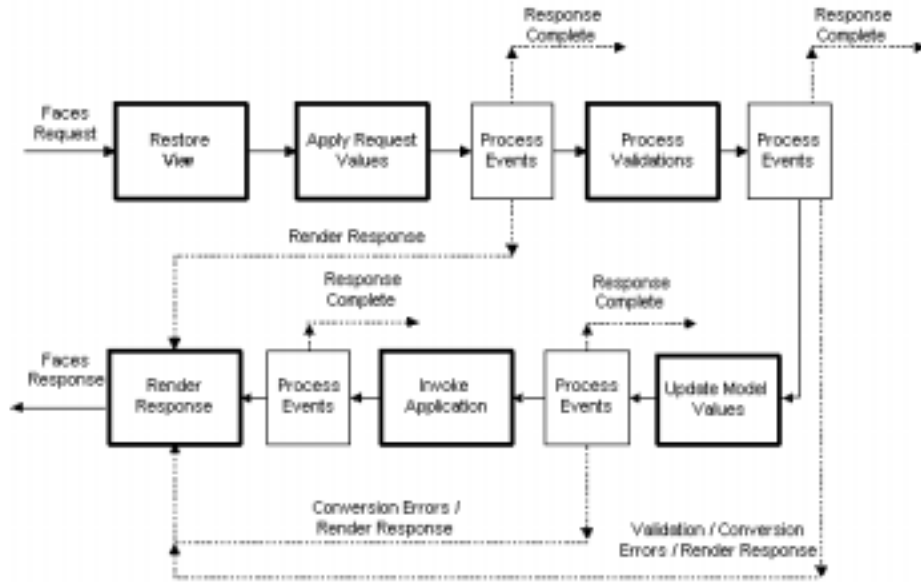 Response
Complete
Response
Complete
Faces
Request
Restore
View
Apply Request
Values
Process
Events
Process
Validations
Process
Events
Render Response
Response
Complete
Response
Complete
Faces
Response
Render
Response
Process
Events
Invoke
Application
Process
Events
Update Model
Values
Conversion Errors /
Render Response
Validation / Conversion
Errors / Render Response